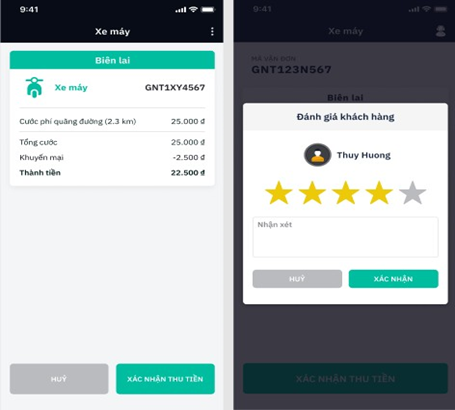 9:41
Xe máy
Biên lai
Xe máy GNT1XY4567
Cước phí quãng đường (2.3 km) 25.000 đ
Tổng cước 25.000 đ
Khuyến mại -2.500 đ
Thành tiền 22.500 đ
HUỶ XÁC NHẬN THU TIỀN
9:41
Xe máy
MÃ VẬN ĐƠN
GNT123N567
Biên lai
Đánh giá khách hàng
Thuy Huong
Nhận xét
HUỶ XÁC NHẬN
XÁC NHẬN THU TIỀN